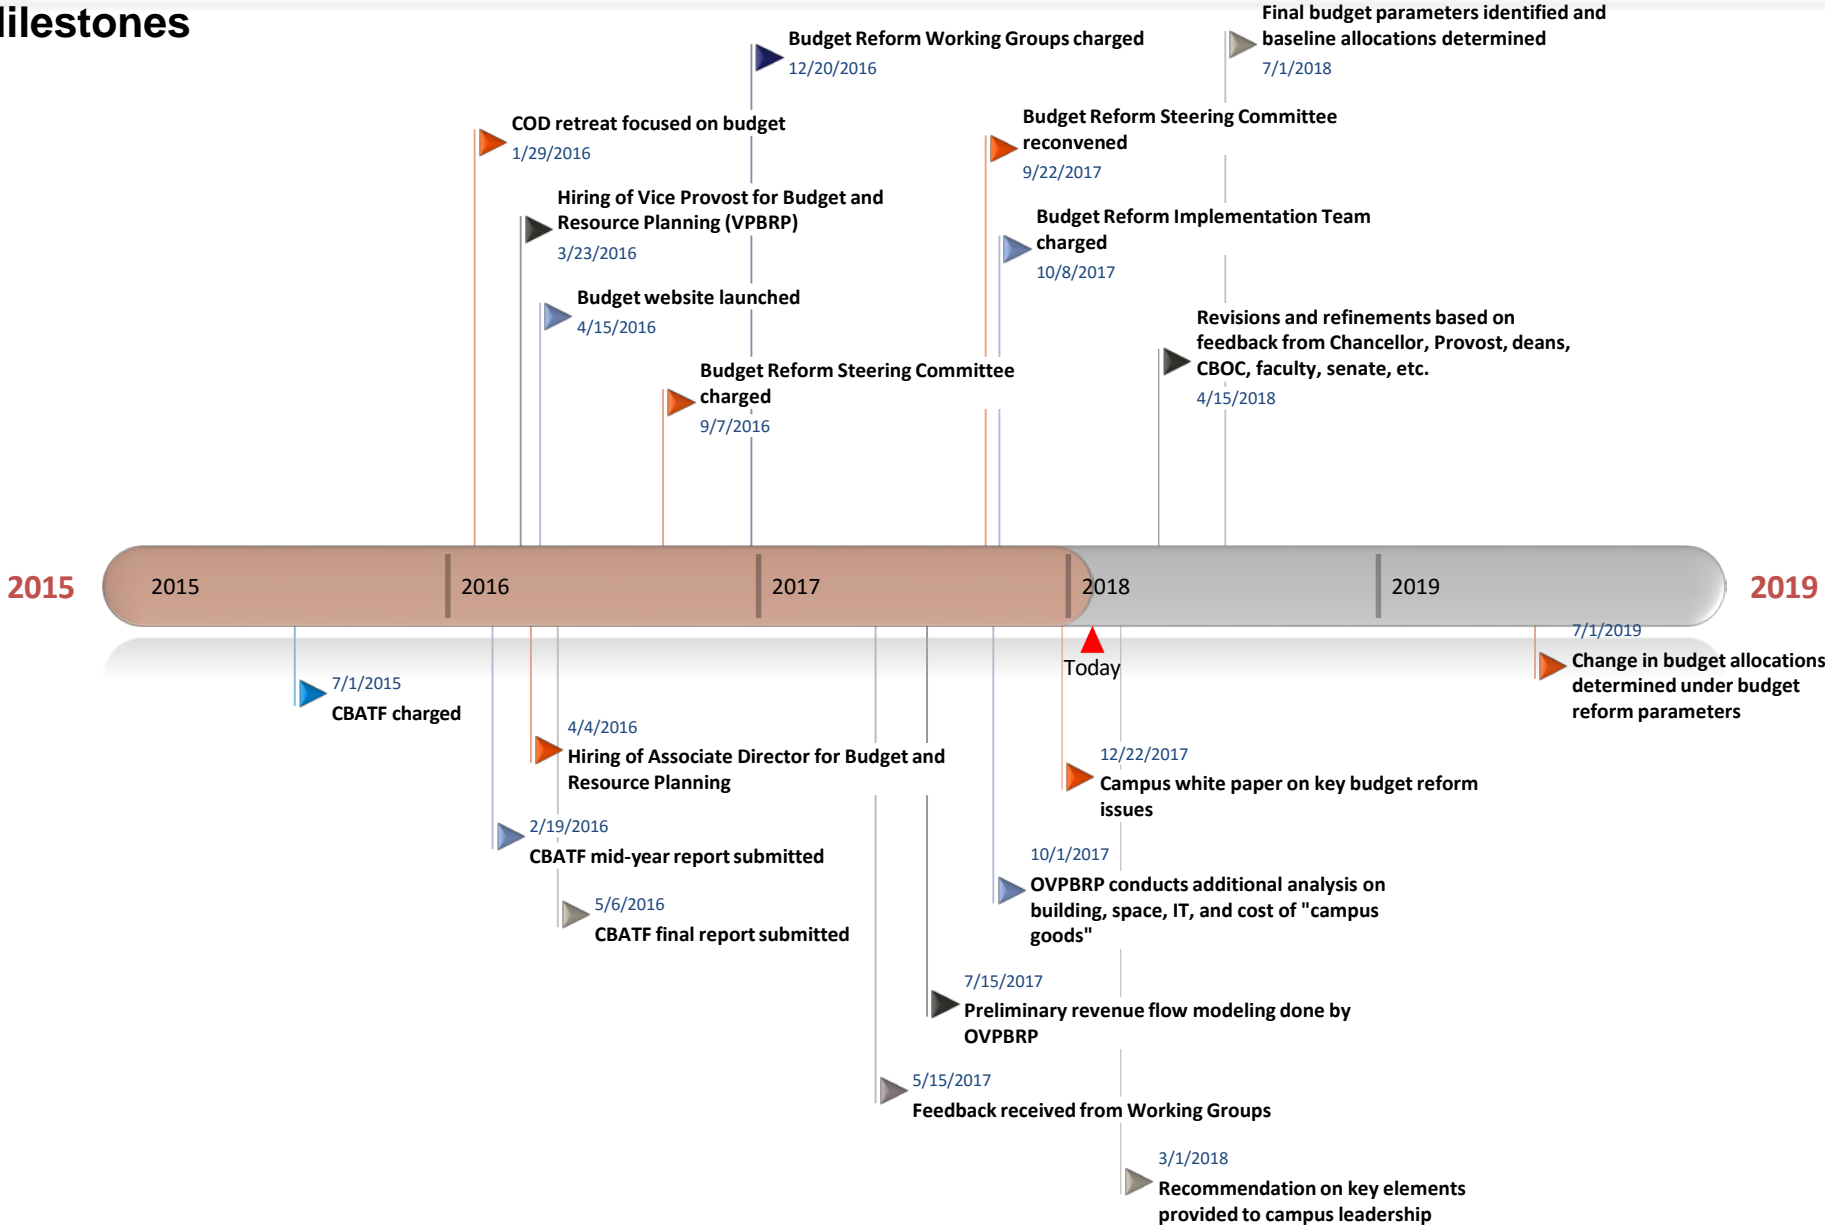 Milestones
Final budget parameters identified and
baseline allocations determined
7/1/2018
Budget Reform Working Groups charged
12/20/2016
COD retreat focused on budget
1/29/2016
Budget Reform Steering Committee
reconvened
9/22/2017
Hiring of Vice Provost for Budget and
Resource Planning (VPBRP)
3/23/2016
Budget Reform Implementation Team
charged
10/8/2017
Budget website launched
4/15/2016
Revisions and refinements based on
feedback from Chancellor, Provost, deans,
CBOC, faculty, senate, etc.
4/15/2018
Budget Reform Steering Committee
charged
9/7/2016
2015
2015
2016
2017
2018
2019
2019
Today
7/1/2019
Change in budget allocations
determined under budget
reform parameters
7/1/2015
CBATF charged
4/4/2016
Hiring of Associate Director for Budget and
Resource Planning
12/22/2017
Campus white paper on key budget reform
issues
2/19/2016
CBATF mid-year report submitted
10/1/2017
OVPBRP conducts additional analysis on
building, space, IT, and cost of "campus
goods"
5/6/2016
CBATF final report submitted
7/15/2017
Preliminary revenue flow modeling done by
OVPBRP
5/15/2017
Feedback received from Working Groups
3/1/2018
Recommendation on key elements
provided to campus leadership